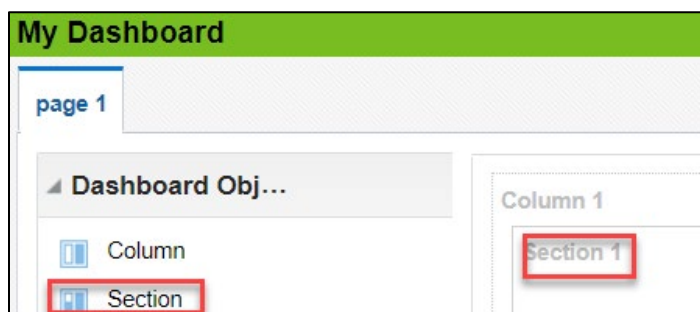 My Dashboard
page 1
Dashboard Obj...
Column
Section
Column 1
Section 1